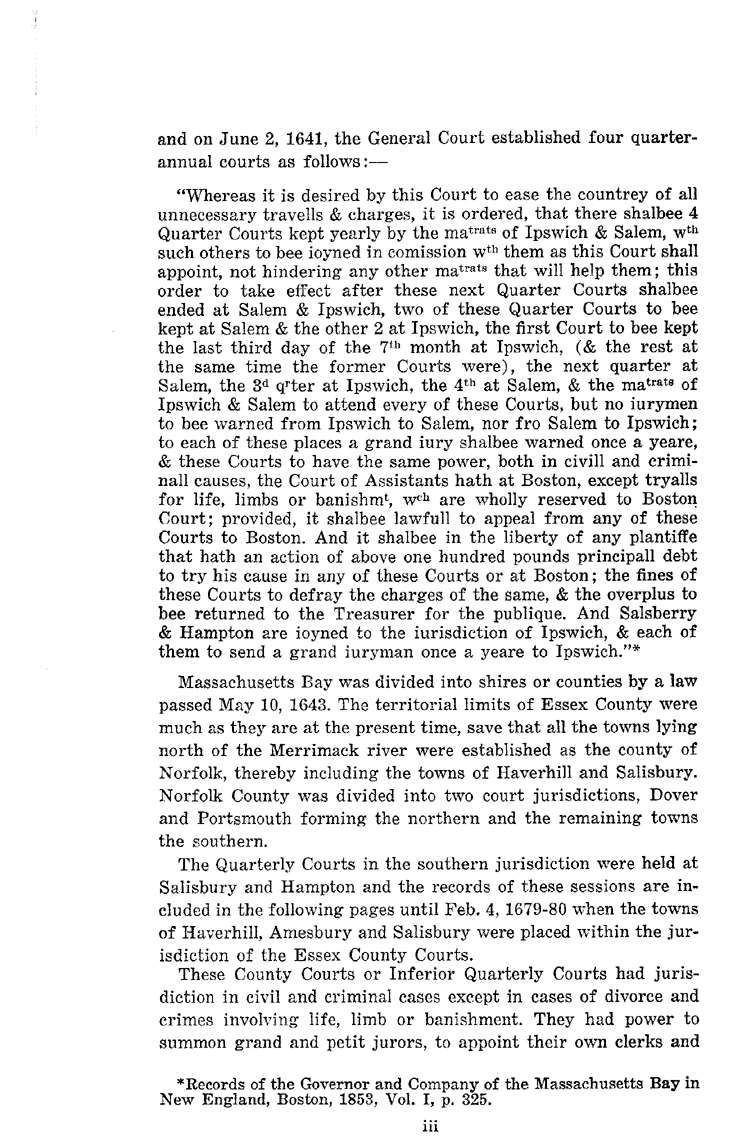 and on June 2, 1641, the General Court established four quarter-
annual courts as follows:—
"Whereas it is desired by this Court to ease the countrey of all
unnecessary travells & charges, it is ordered, that there shalbee 4
Quarter Courts kept yearly by the maᵗʳᵃᵗˢ of Ipswich & Salem, wᵗʰ
such others to bee ioyned in comission wᵗʰ them as this Court shall
appoint, not hindering any other maᵗʳᵃᵗˢ that will help them; this
order to take effect after these next Quarter Courts shalbee
ended at Salem & Ipswich, two of these Quarter Courts to bee
kept at Salem & the other 2 at Ipswich, the first Court to bee kept
the last third day of the 7ᵗʰ month at Ipswich, (& the rest at
the same time the former Courts were), the next quarter at
Salem, the 3ᵈ qʳter at Ipswich, the 4ᵗʰ at Salem, & the maᵗʳᵃᵗˢ of
Ipswich & Salem to attend every of these Courts, but no iurymen
to bee warned from Ipswich to Salem, nor fro Salem to Ipswich;
to each of these places a grand iury shalbee warned once a yeare,
& these Courts to have the same power, both in civill and crimi-
nall causes, the Court of Assistants hath at Boston, except tryalls
for life, limbs or banishmᵗ, wᶜʰ are wholly reserved to Boston
Court; provided, it shalbee lawfull to appeal from any of these
Courts to Boston. And it shalbee in the liberty of any plantiffe
that hath an action of above one hundred pounds principall debt
to try his cause in any of these Courts or at Boston; the fines of
these Courts to defray the charges of the same, & the overplus to
bee returned to the Treasurer for the publique. And Salsberry
& Hampton are ioyned to the iurisdiction of Ipswich, & each of
them to send a grand iuryman once a yeare to Ipswich."*
Massachusetts Bay was divided into shires or counties by a law
passed May 10, 1643. The territorial limits of Essex County were
much as they are at the present time, save that all the towns lying
north of the Merrimack river were established as the county of
Norfolk, thereby including the towns of Haverhill and Salisbury.
Norfolk County was divided into two court jurisdictions, Dover
and Portsmouth forming the northern and the remaining towns
the southern.
The Quarterly Courts in the southern jurisdiction were held at
Salisbury and Hampton and the records of these sessions are in-
cluded in the following pages until Feb. 4, 1679-80 when the towns
of Haverhill, Amesbury and Salisbury were placed within the jur-
isdiction of the Essex County Courts.
These County Courts or Inferior Quarterly Courts had juris-
diction in civil and criminal cases except in cases of divorce and
crimes involving life, limb or banishment. They had power to
summon grand and petit jurors, to appoint their own clerks and
*Records of the Governor and Company of the Massachusetts Bay in
New England, Boston, 1853, Vol. I, p. 325.
iii